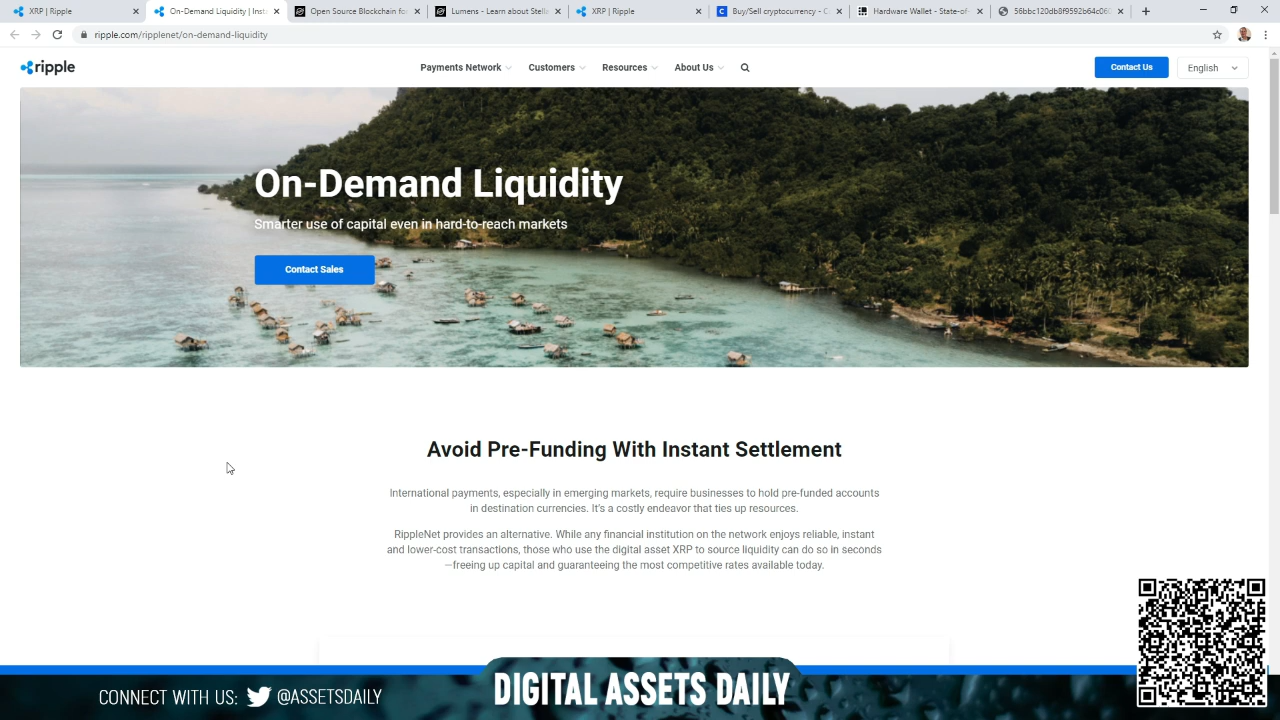 XRP | Ripple
On-Demand Liquidity | Inst
Open Source Blockchain fo
Lumens - Learn about Stell
XRP | Ripple
Buy/Sell cryptocurrency - C
Hardware Wallet - State-of-
56bbc120db8f9592b64c060
ripple.com/ripplenet/on-demand-liquidity
ripple
Payments Network
Customers
Resources
About Us
Contact Us
English
On-Demand Liquidity
Smarter use of capital even in hard-to-reach markets
Contact Sales
Avoid Pre-Funding With Instant Settlement
International payments, especially in emerging markets, require businesses to hold pre-funded accounts
in destination currencies. It's a costly endeavor that ties up resources.
RippleNet provides an alternative. While any financial institution on the network enjoys reliable, instant
and lower-cost transactions, those who use the digital asset XRP to source liquidity can do so in seconds
—freeing up capital and guaranteeing the most competitive rates available today.
CONNECT WITH US: @ASSETSDAILY
DIGITAL ASSETS DAILY